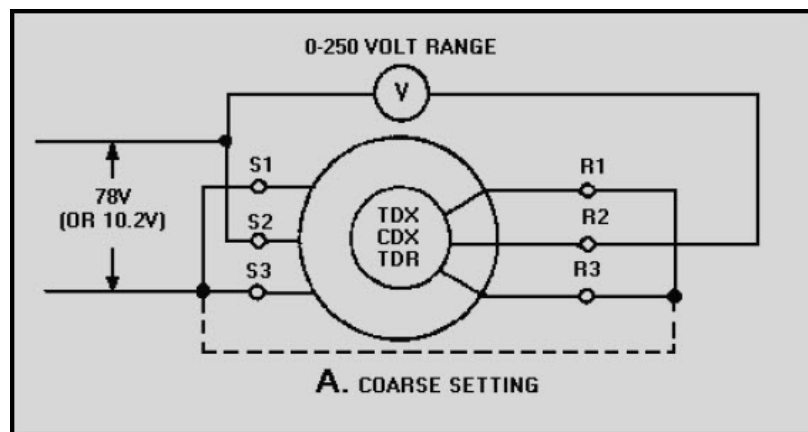 0-250 VOLT RANGE
V
S1
R1
78V
(OR 10.2V)
TDX
CDX
TDR
S2
R2
S3
R3
A. COARSE SETTING